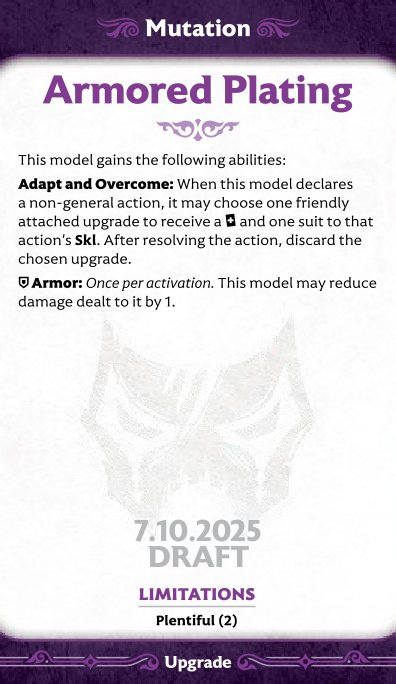 Mutation
Armored Plating
This model gains the following abilities:
Adapt and Overcome: When this model declares
a non-general action, it may choose one friendly
attached upgrade to receive a and one suit to that
action's Skl. After resolving the action, discard the
chosen upgrade.
Armor: Once per activation. This model may reduce
damage dealt to it by 1.
7.10.2025
DRAFT
LIMITATIONS
Plentiful (2)
Upgrade